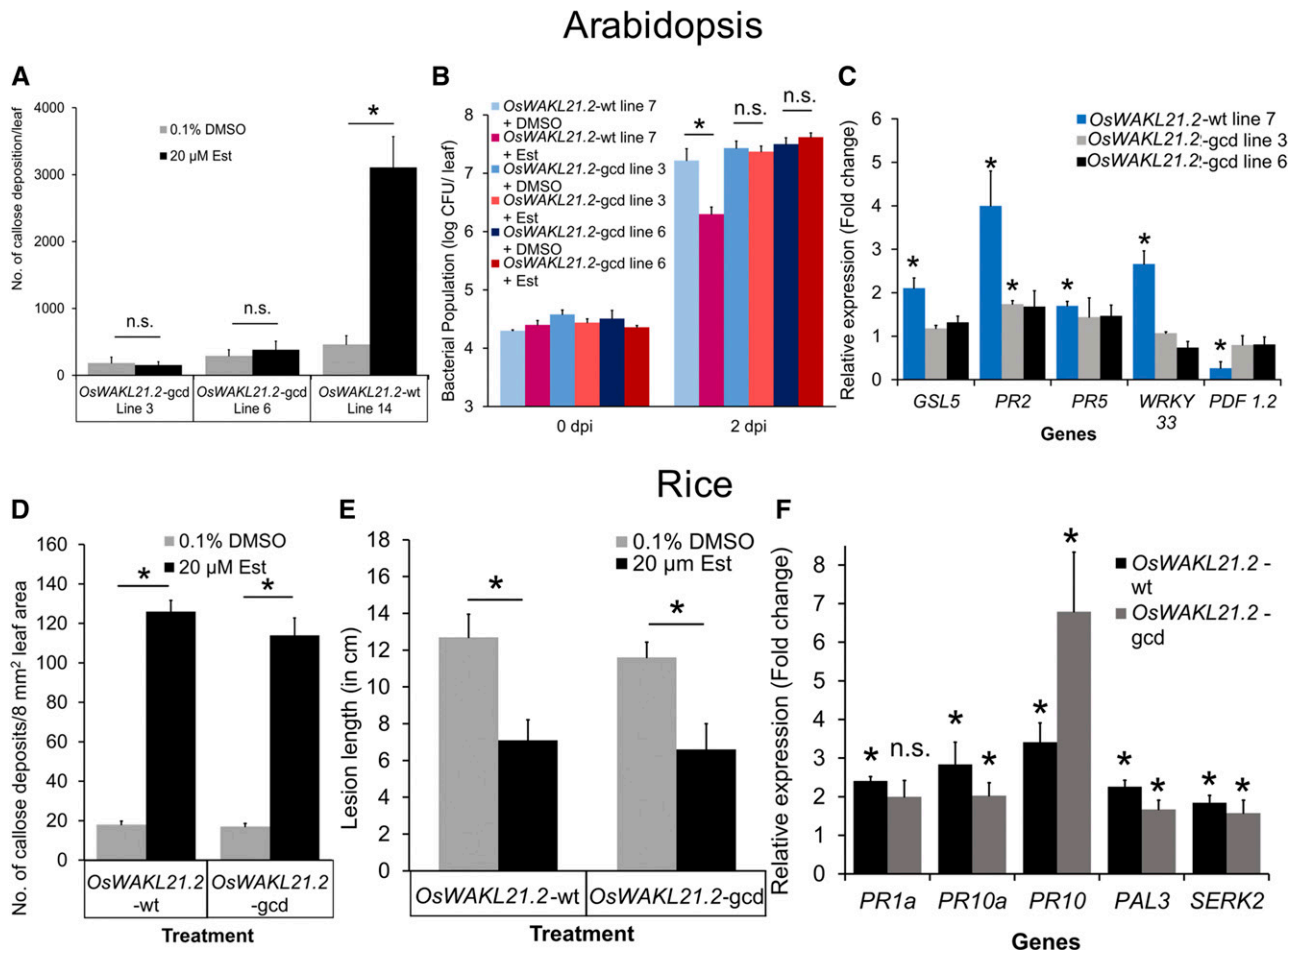 Arabidopsis
A
No. of callose deposition/leaf
4000
3000
2000
1000
0
0.1% DMSO
20 µM Est
n.s.
n.s.
*
OsWAKL21.2-gcd
Line 3
OsWAKL21.2-gcd
Line 6
OsWAKL21.2-wt
Line 14
B
Bacterial Population (log CFU/ leaf)
8
7
6
5
4
3
OsWAKL21.2-wt line 7
+ DMSO
OsWAKL21.2-wt line 7
+ Est
OsWAKL21.2-gcd line 3
+ DMSO
OsWAKL21.2-gcd line 3
+ Est
OsWAKL21.2-gcd line 6
+ DMSO
OsWAKL21.2-gcd line 6
+ Est
*
n.s.
n.s.
0 dpi
2 dpi
C
Relative expression (Fold change)
6
5
4
3
2
1
0
OsWAKL21.2-wt line 7
OsWAKL21.2-gcd line 3
OsWAKL21.2-gcd line 6
*
*
*
*
*
*
GSL5
PR2
PR5
WRKY
33
PDF 1.2
Genes
Rice
D
No. of callose deposits/8 mm² leaf area
160
140
120
100
80
60
40
20
0
0.1% DMSO
20 µM Est
*
*
OsWAKL21.2
-wt
OsWAKL21.2
-gcd
Treatment
E
Lesion length (in cm)
18
16
14
12
10
8
6
4
2
0
0.1% DMSO
20 µm Est
*
*
OsWAKL21.2-wt
OsWAKL21.2-gcd
Treatment
F
Relative expression (Fold change)
8
7
6
5
4
3
2
1
0
OsWAKL21.2 -
wt
OsWAKL21.2 -
gcd
*
n.s.
*
*
*
*
*
*
*
*
PR1a
PR10a
PR10
PAL3
SERK2
Genes